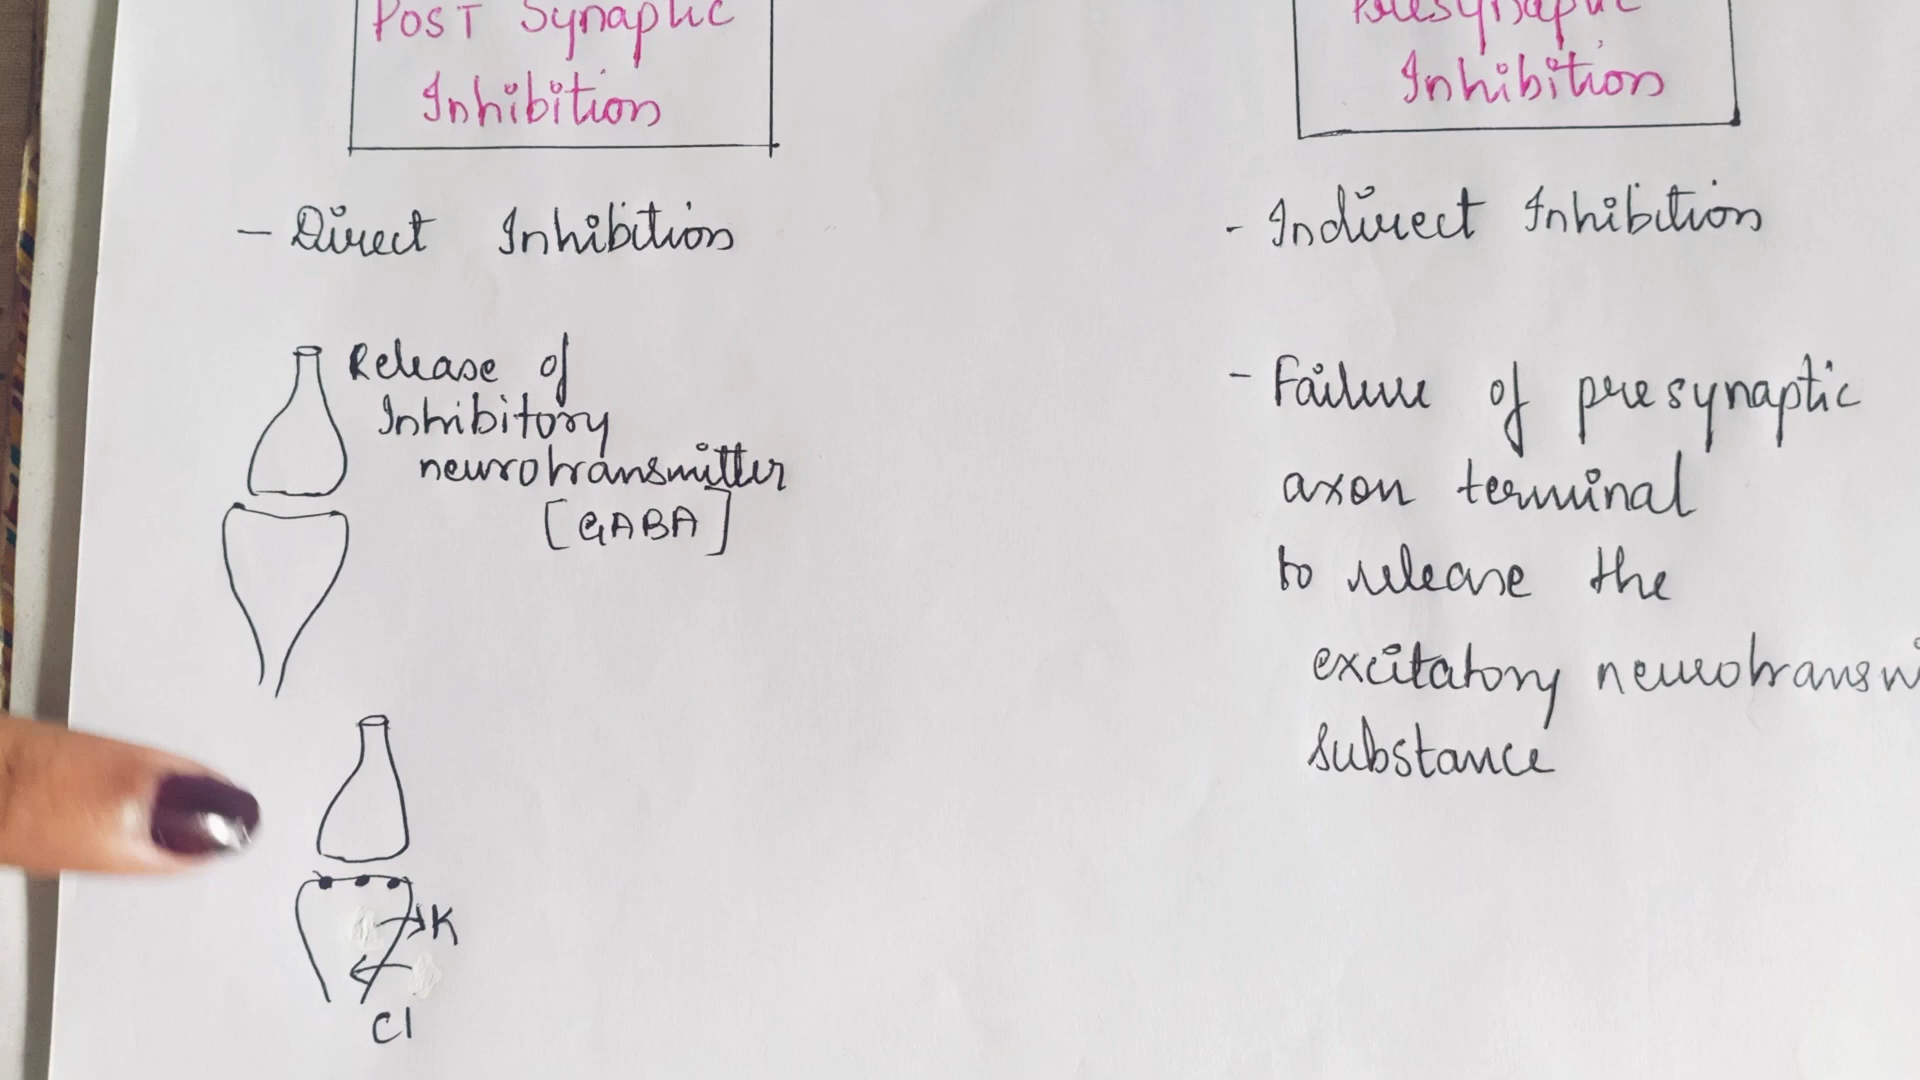 Post Synaptic
Inhibition
- Direct Inhibition
Release of
Inhibitory
neurotransmitter
[GABA]
K
Cl
Presynaptic
Inhibition
- Indirect Inhibition
- Failure of presynaptic
axon terminal
to release the
excitatory
substance